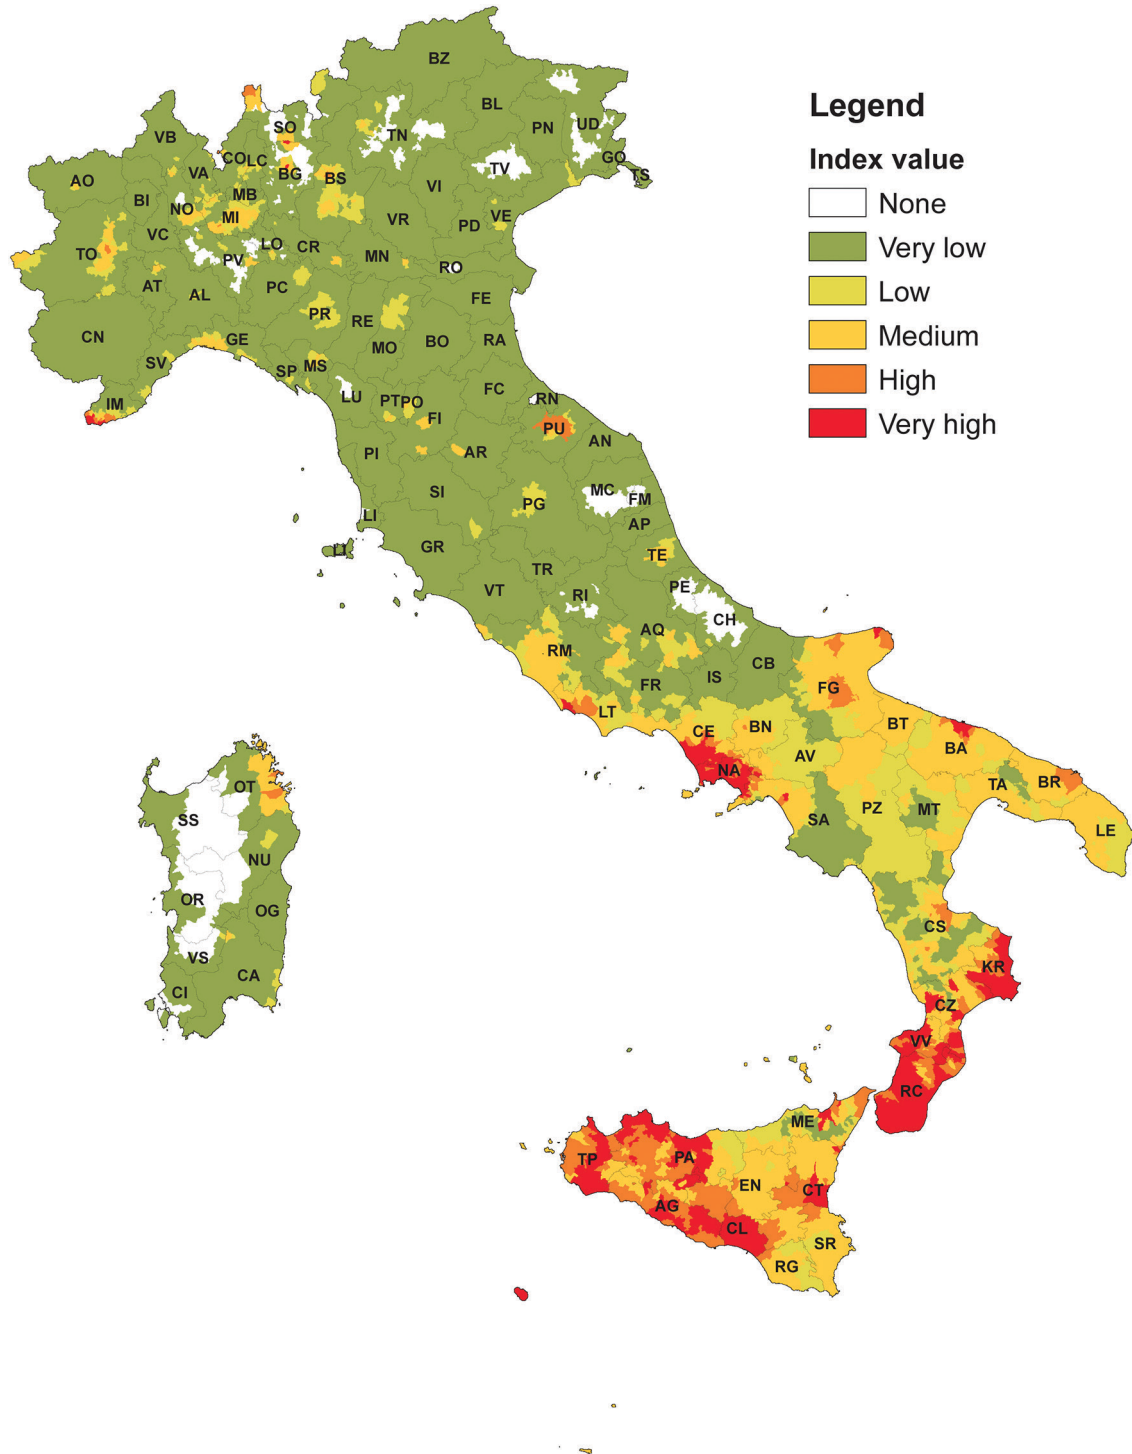 Legend
Index value
None
Very low
Low
Medium
High
Very high
BZ
BL
SO
TN
PN
UD
VB
CO
LC
GO
VA
BG
TV
TS
AO
BS
VI
BI
MB
NO
MI
VR
VE
PD
VC
LO
CR
TO
PV
MN
RO
AT
PC
AL
FE
PR
RE
CN
GE
BO
RA
MO
SV
SP
MS
FC
LU
PT
PO
RN
IM
FI
PU
AN
PI
AR
SI
MC
PG
FM
LI
AP
GR
LI
TE
TR
VT
PE
RI
CH
AQ
RM
CB
IS
FR
FG
LT
BT
CE
BN
BA
AV
NA
OT
TA
BR
SS
SA
PZ
MT
LE
NU
OR
OG
CS
VS
KR
CA
CI
CZ
VV
RC
ME
TP
PA
EN
CT
AG
CL
SR
RG